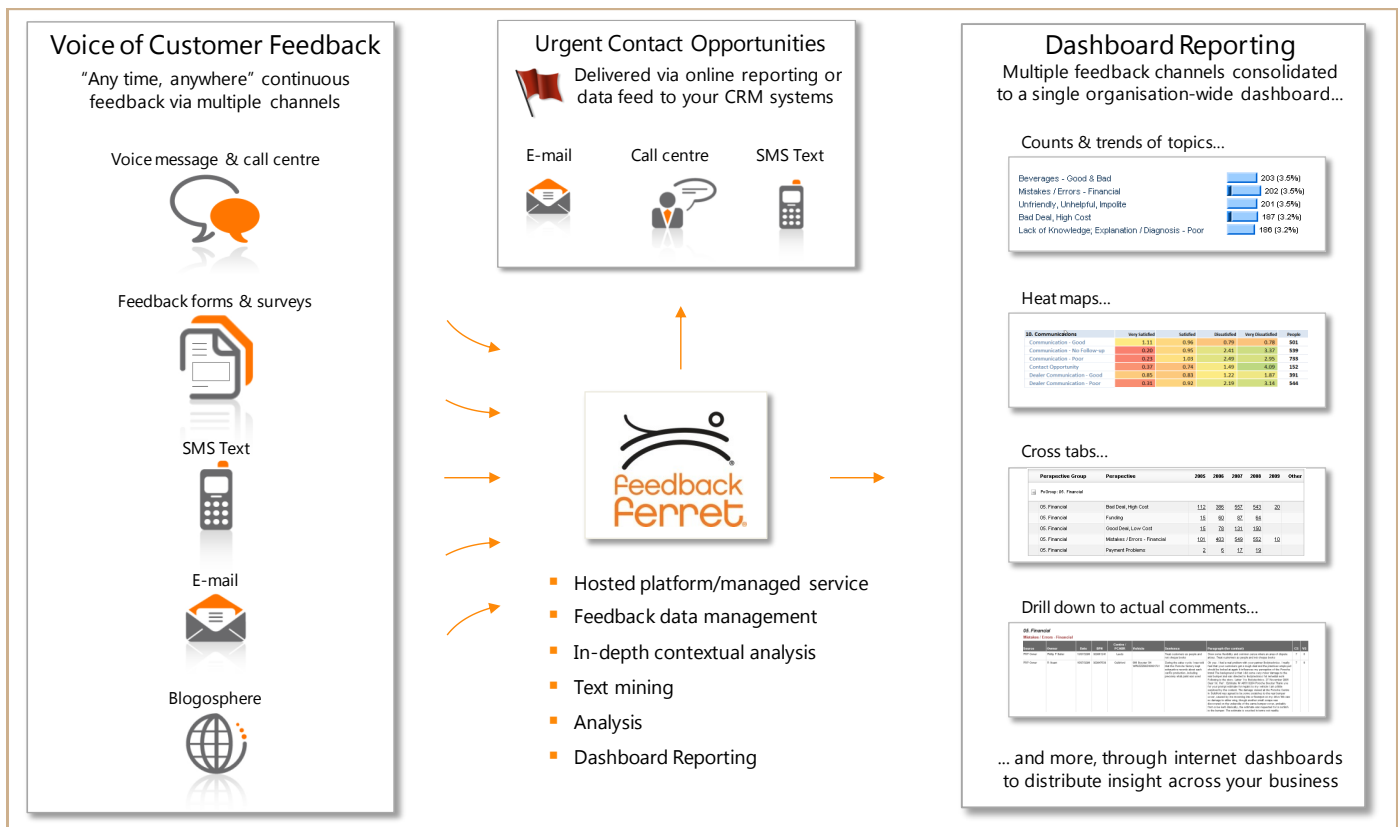 Voice of Customer Feedback
“Any time, anywhere” continuous
feedback via multiple channels
Voice message & call centre
Feedback forms & surveys
SMS Text
E-mail
Blogosphere
Urgent Contact Opportunities
Delivered via online reporting or
data feed to your CRM systems
E-mail Call centre SMS Text
feedback
ferret®
Hosted platform/managed service
Feedback data management
In-depth contextual analysis
Text mining
Analysis
Dashboard Reporting
Dashboard Reporting
Multiple feedback channels consolidated
to a single organisation-wide dashboard...
Counts & trends of topics...
Beverages - Good & Bad 203 (3.5%)
Mistakes / Errors - Financial 202 (3.5%)
Unfriendly, Unhelpful, Impolite 201 (3.5%)
Bad Deal, High Cost 187 (3.2%)
Lack of Knowledge; Explanation / Diagnosis - Poor 186 (3.2%)
Heat maps...
10. Communications Very Satisfied Satisfied Dissatisfied Very Dissatisfied People
Communication - Good 1.11 0.96 0.79 0.78 501
Communication - No Follow-up 0.20 0.95 2.41 3.37 539
Communication - Poor 0.23 1.03 2.49 2.95 733
Contact Opportunity 0.37 0.74 1.49 4.09 152
Dealer Communication - Good 0.85 0.83 1.22 1.87 391
Dealer Communication - Poor 0.31 0.92 2.19 3.14 544
Cross tabs...
Perspective Group Perspective 2005 2006 2007 2008 2009 Other
PxGroup: 05. Financial
05. Financial Bad Deal, High Cost 112 386 657 543 20
05. Financial Funding 15 60 87 64
05. Financial Good Deal, Low Cost 15 78 131 150
05. Financial Mistakes / Errors - Financial 101 403 549 552 10
05. Financial Payment Problems 2 6 17 19
Drill down to actual comments...
05. Financial
Mistakes / Errors - Financial
... and more, through internet dashboards
to distribute insight across your business